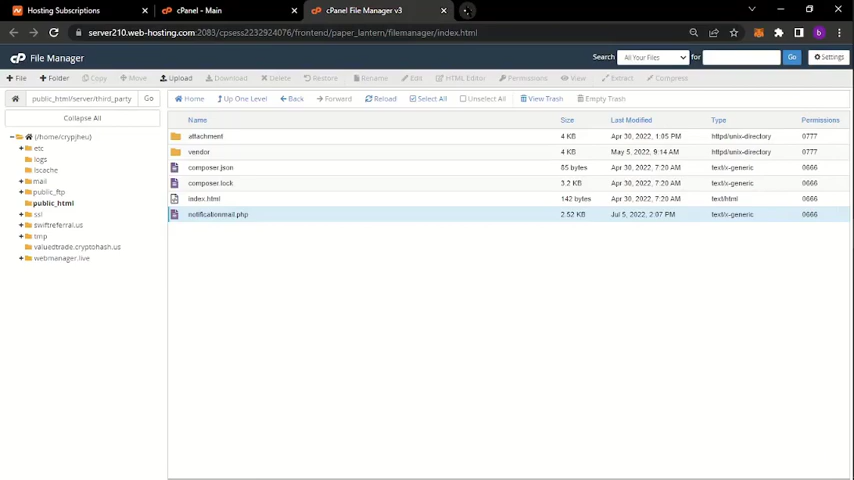 Hosting Subscriptions
cPanel - Main
cPanel File Manager v3
server210.web-hosting.com:2083/cpsess2232924076/frontend/paper_lantern/filemanager/index.html
b
cP File Manager
Search
All Your Files
for
Go
Settings
File
Folder
Copy
Move
Upload
Download
Delete
Restore
Rename
Edit
HTML Editor
Permissions
View
Extract
Compress
public_html/server/third_party
Go
Home
Up One Level
Back
Forward
Reload
Select All
Unselect All
View Trash
Empty Trash
Collapse All
Name Size Last Modified Type Permissions
(/home/crypjheu)
etc
logs
lscache
mail
public_ftp
public_html
ssl
swiftreferral.us
tmp
valuedtrade.cryptohash.us
webmanager.live
attachment 4 KB Apr 30, 2022, 1:05 PM httpd/unix-directory 0777
vendor 4 KB May 5, 2022, 9:14 AM httpd/unix-directory 0777
composer.json 85 bytes Apr 30, 2022, 7:20 AM text/x-generic 0666
composer.lock 3.2 KB Apr 30, 2022, 7:20 AM text/x-generic 0666
index.html 142 bytes Apr 30, 2022, 7:20 AM text/html 0666
notificationmail.php 2.52 KB Jul 5, 2022, 2:07 PM text/x-generic 0666